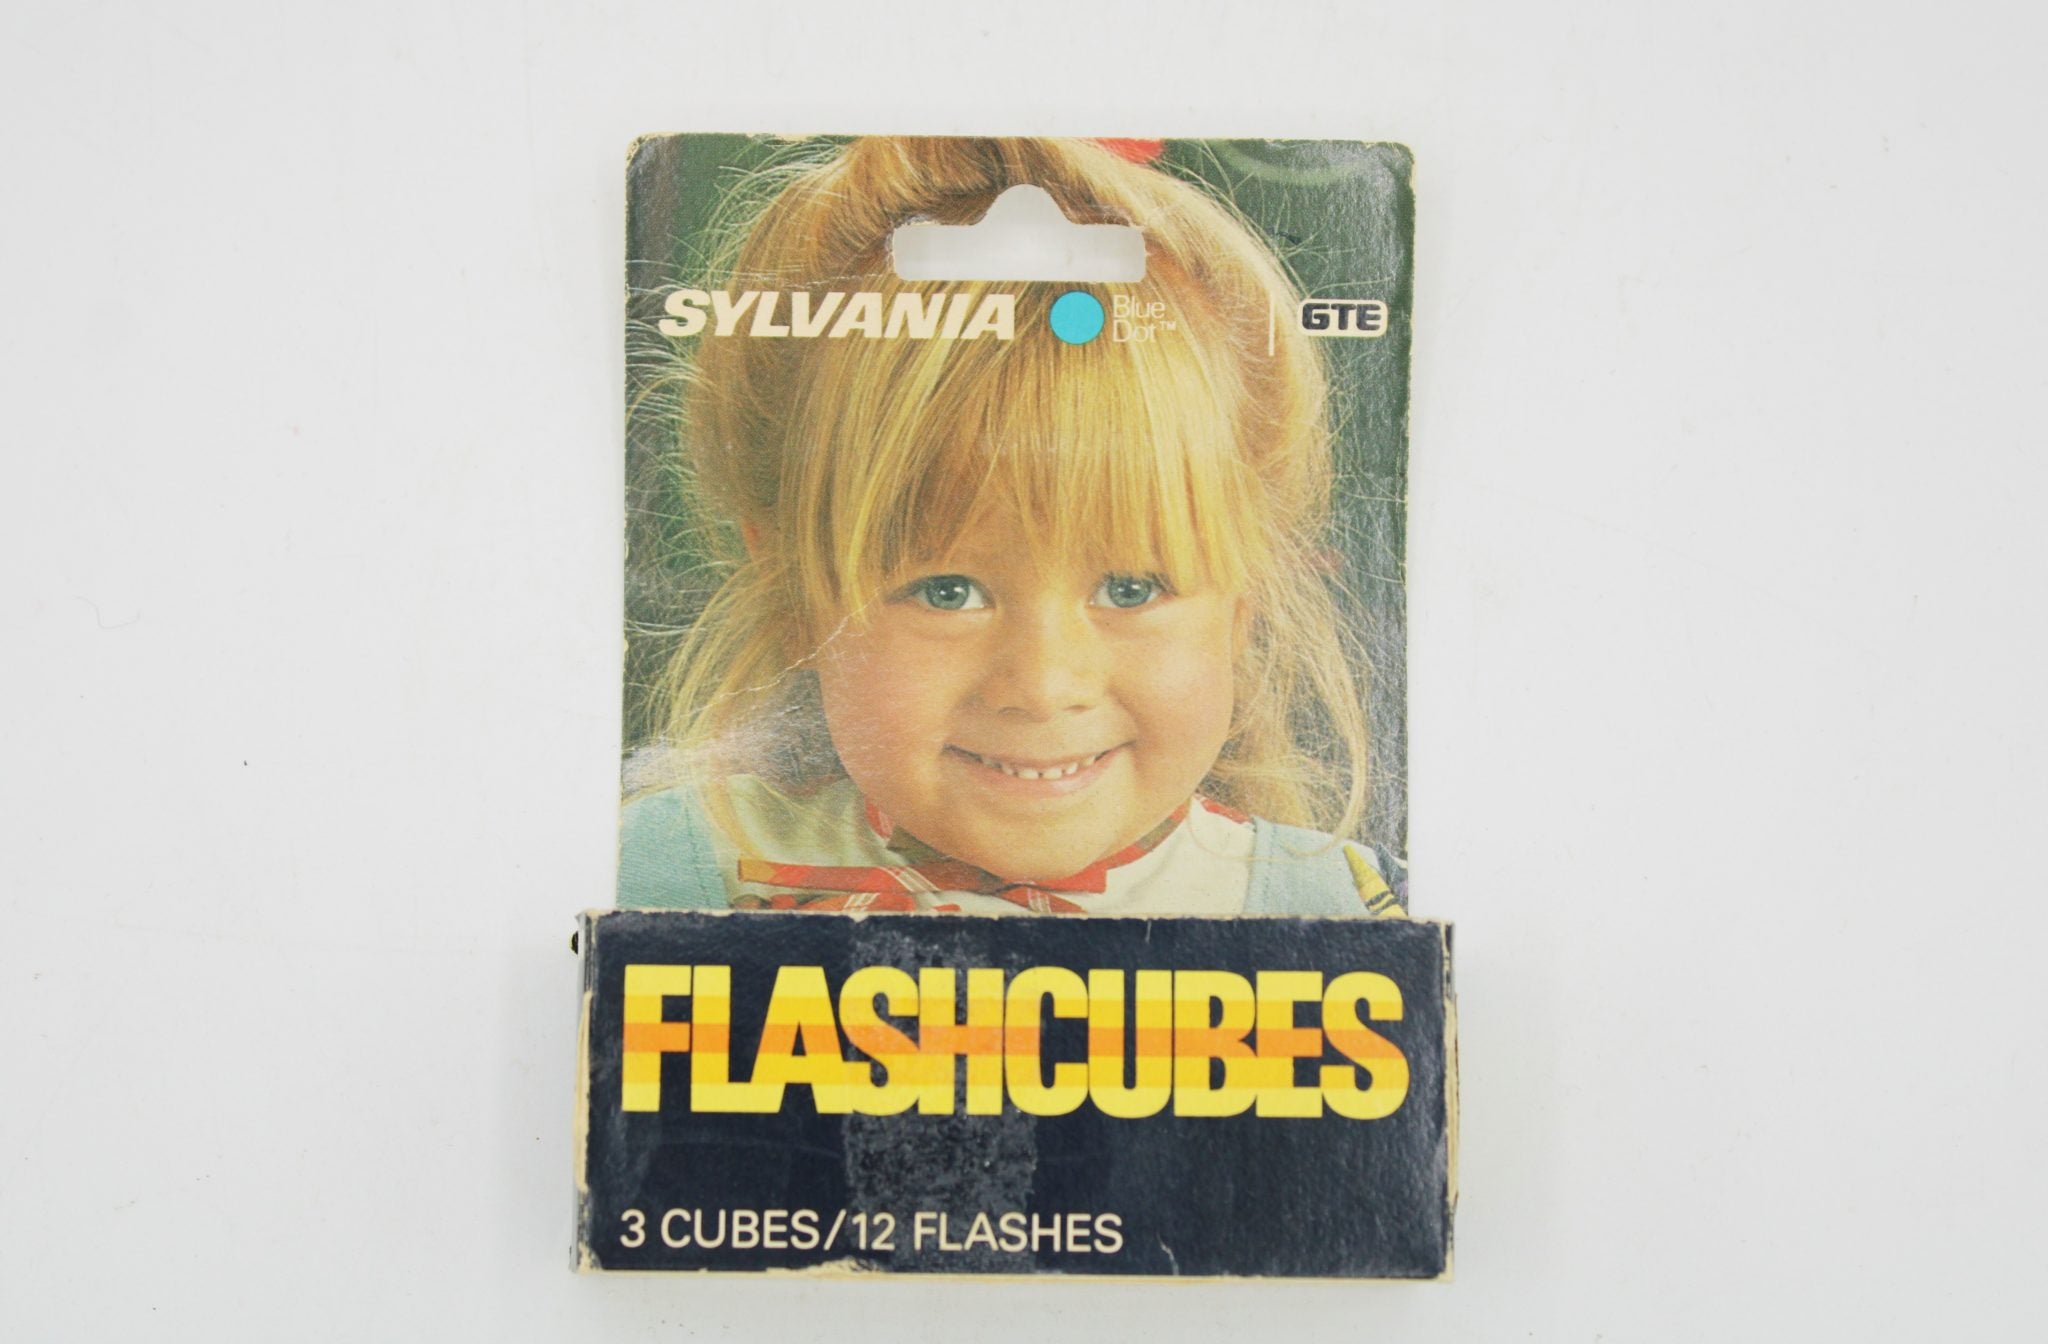 SYLVANIA Blue Dot™ GTE
FLASHCUBES
3 CUBES/12 FLASHES